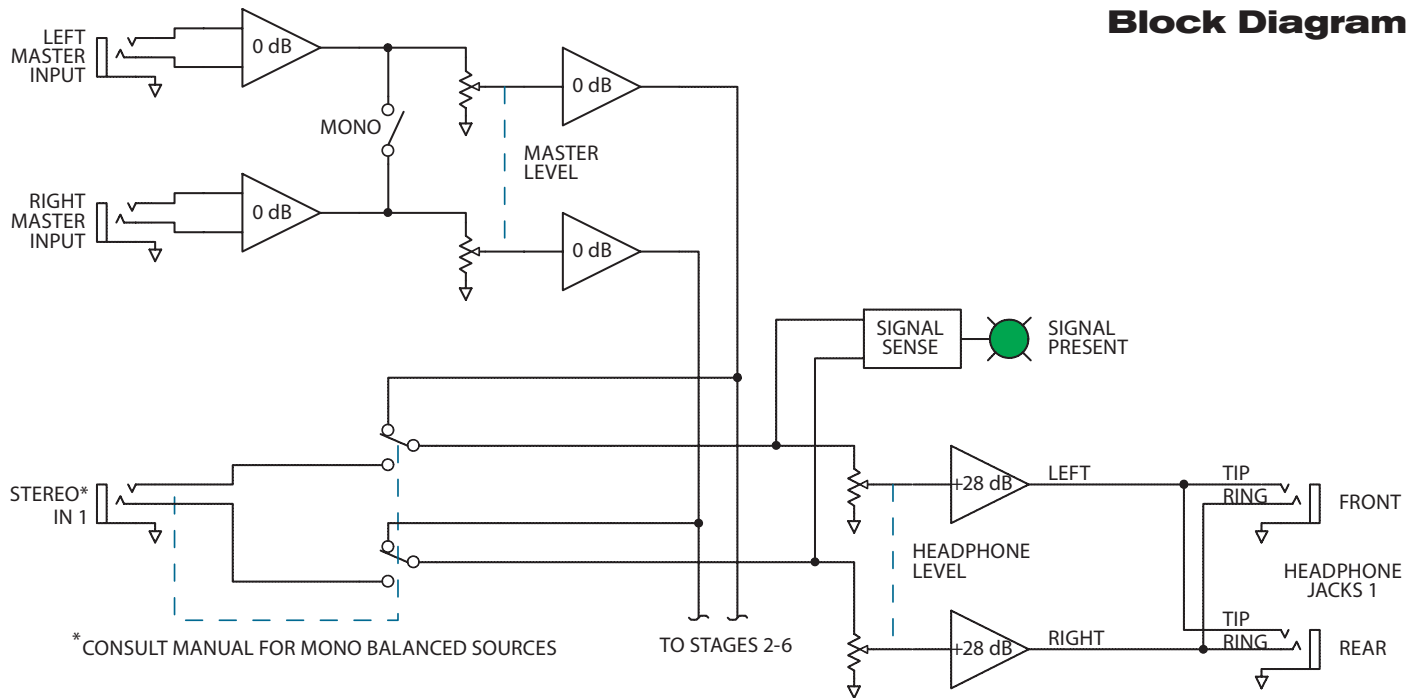 Block Diagram
LEFT
MASTER
INPUT
0 dB
0 dB
MONO
MASTER
LEVEL
RIGHT
MASTER
INPUT
0 dB
0 dB
SIGNAL
SENSE
SIGNAL
PRESENT
STEREO*
IN 1
+28 dB
LEFT
TIP
RING
FRONT
HEADPHONE
LEVEL
HEADPHONE
JACKS 1
+28 dB
RIGHT
TIP
RING
REAR
*CONSULT MANUAL FOR MONO BALANCED SOURCES
TO STAGES 2-6